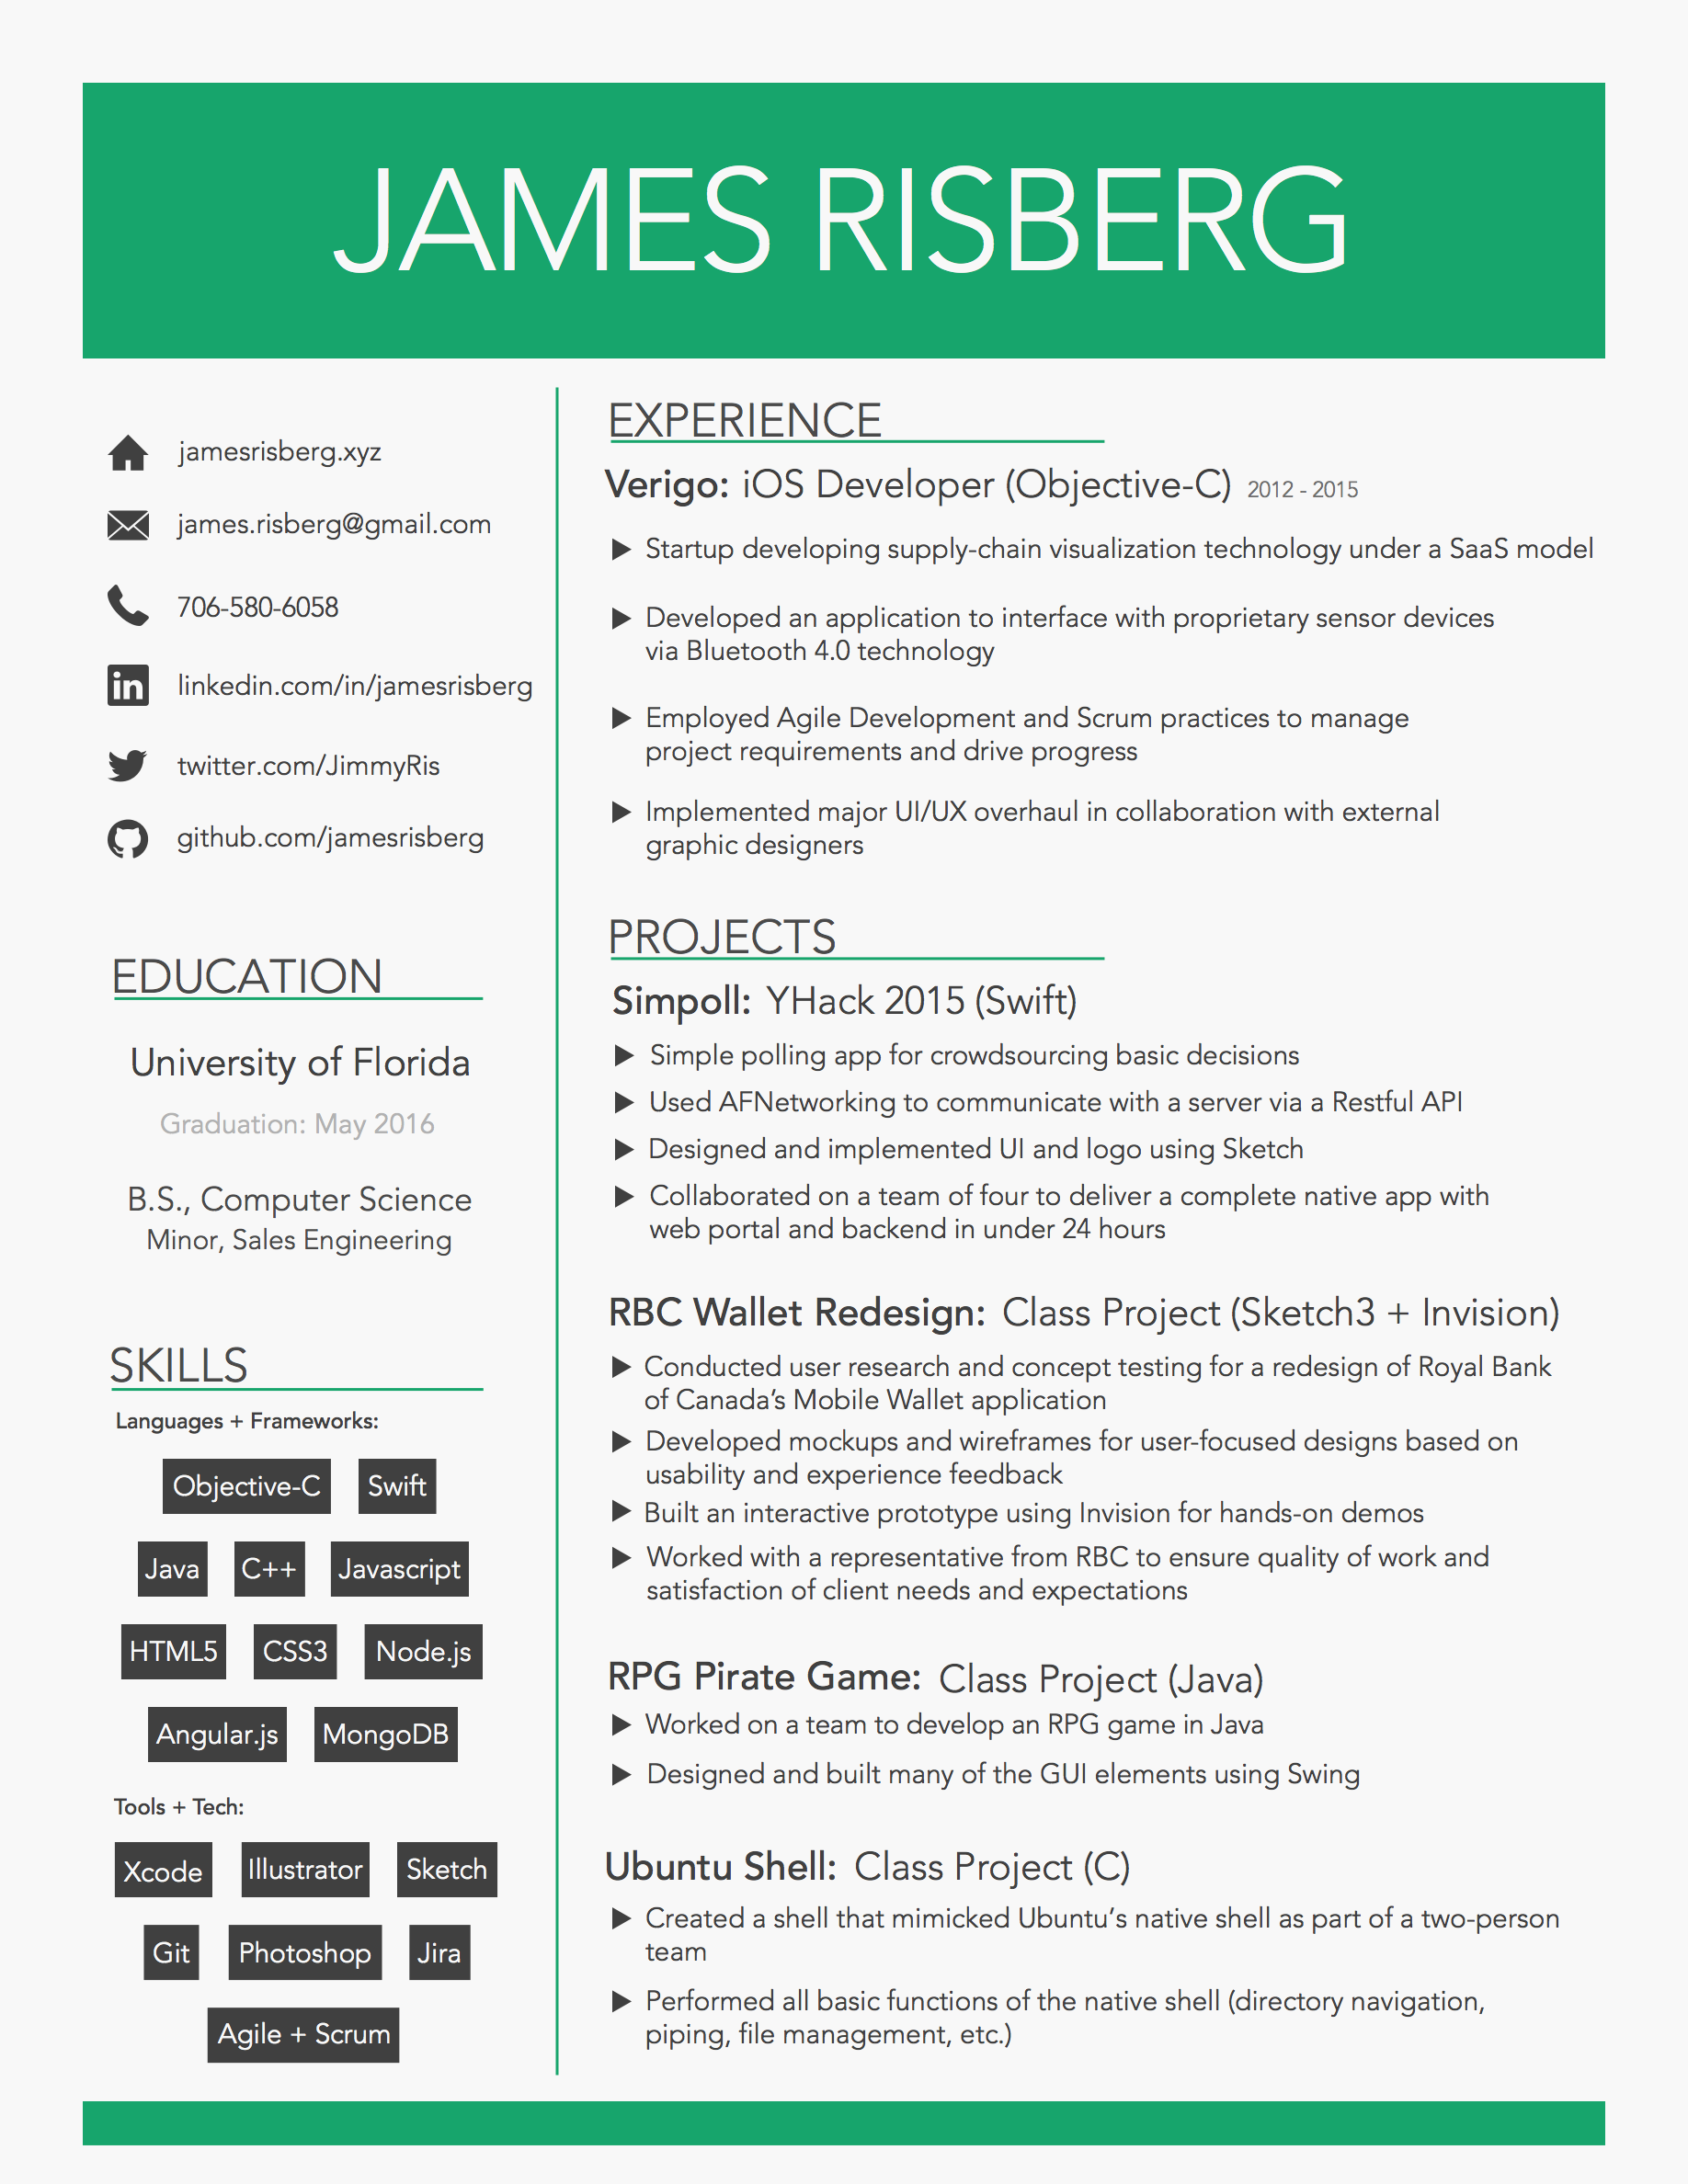 JAMES RISBERG
jamesrisberg.xyz
james.risberg@gmail.com
706-580-6058
linkedin.com/in/jamesrisberg
twitter.com/JimmyRis
github.com/jamesrisberg
EDUCATION
University of Florida
Graduation: May 2016
B.S., Computer Science
Minor, Sales Engineering
SKILLS
Languages + Frameworks:
Objective-C Swift
Java C++ Javascript
HTML5 CSS3 Node.js
Angular.js MongoDB
Tools + Tech:
Xcode Illustrator Sketch
Git Photoshop Jira
Agile + Scrum
EXPERIENCE
Verigo: iOS Developer (Objective-C) 2012 - 2015
Startup developing supply-chain visualization technology under a SaaS model
Developed an application to interface with proprietary sensor devices
via Bluetooth 4.0 technology
Employed Agile Development and Scrum practices to manage
project requirements and drive progress
Implemented major UI/UX overhaul in collaboration with external
graphic designers
PROJECTS
Simpoll: YHack 2015 (Swift)
Simple polling app for crowdsourcing basic decisions
Used AFNetworking to communicate with a server via a Restful API
Designed and implemented UI and logo using Sketch
Collaborated on a team of four to deliver a complete native app with
web portal and backend in under 24 hours
RBC Wallet Redesign: Class Project (Sketch3 + Invision)
Conducted user research and concept testing for a redesign of Royal Bank
of Canada’s Mobile Wallet application
Developed mockups and wireframes for user-focused designs based on
usability and experience feedback
Built an interactive prototype using Invision for hands-on demos
Worked with a representative from RBC to ensure quality of work and
satisfaction of client needs and expectations
RPG Pirate Game: Class Project (Java)
Worked on a team to develop an RPG game in Java
Designed and built many of the GUI elements using Swing
Ubuntu Shell: Class Project (C)
Created a shell that mimicked Ubuntu’s native shell as part of a two-person
team
Performed all basic functions of the native shell (directory navigation,
piping, file management, etc.)